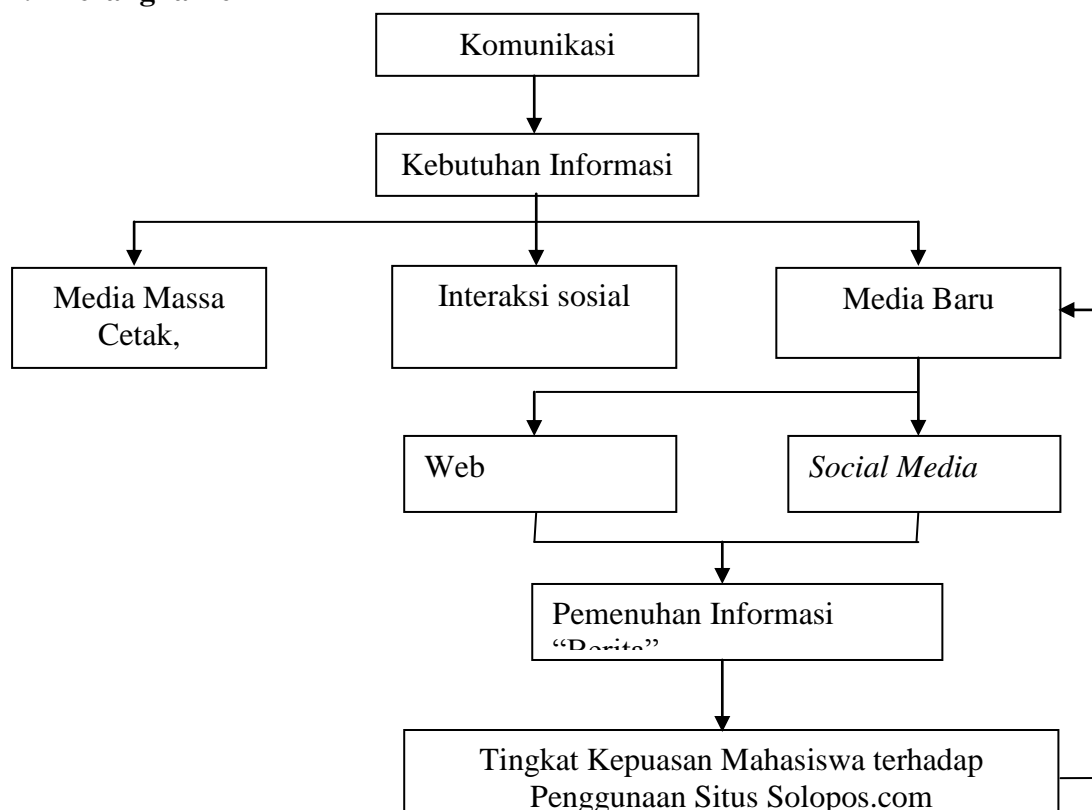 Komunikasi
Kebutuhan Informasi
Media Massa
Cetak,
Interaksi sosial
Media Baru
Web
Social Media
Pemenuhan Informasi
“Berita”
Tingkat Kepuasan Mahasiswa terhadap
Penggunaan Situs Solopos.com